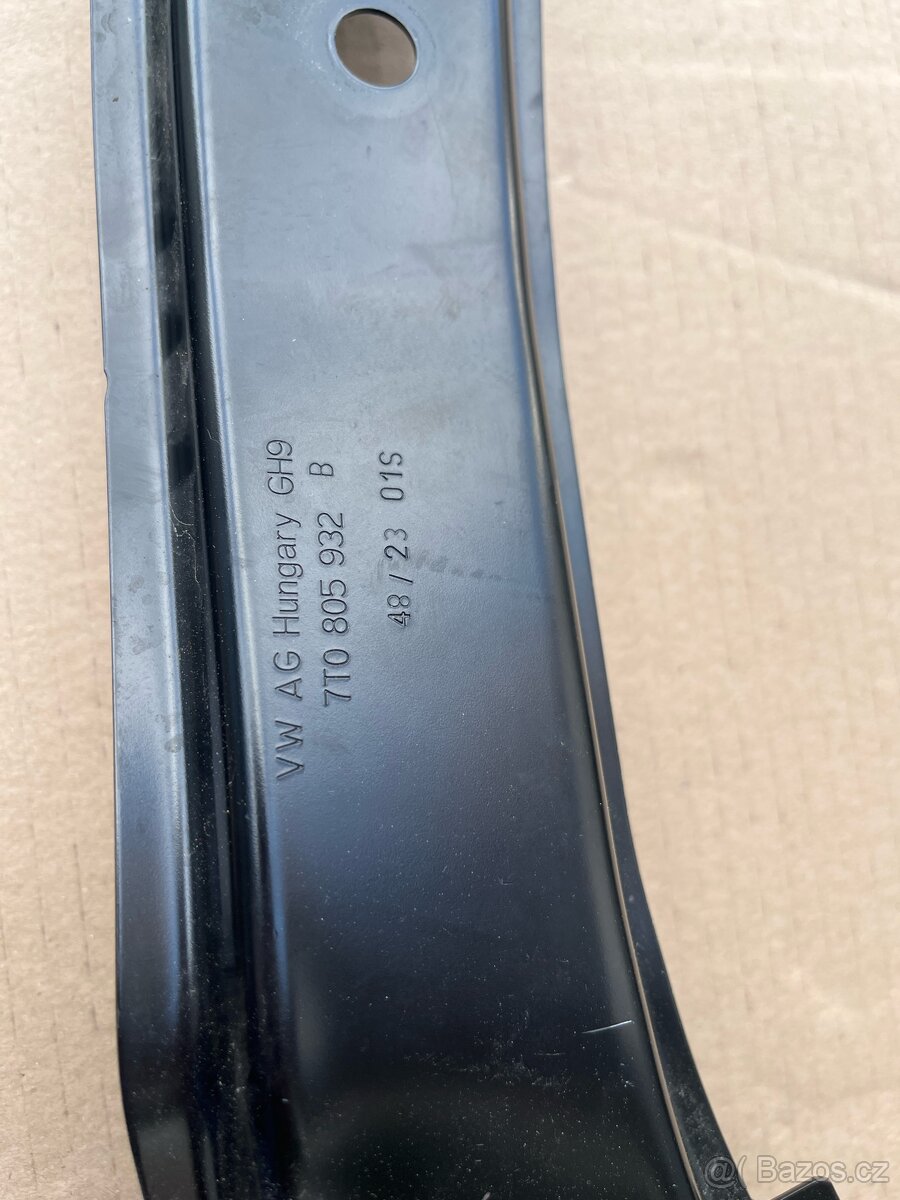 VW AG Hungary GH9
7T0 805 932 B
48 / 23 01S
@( Bazos.cz